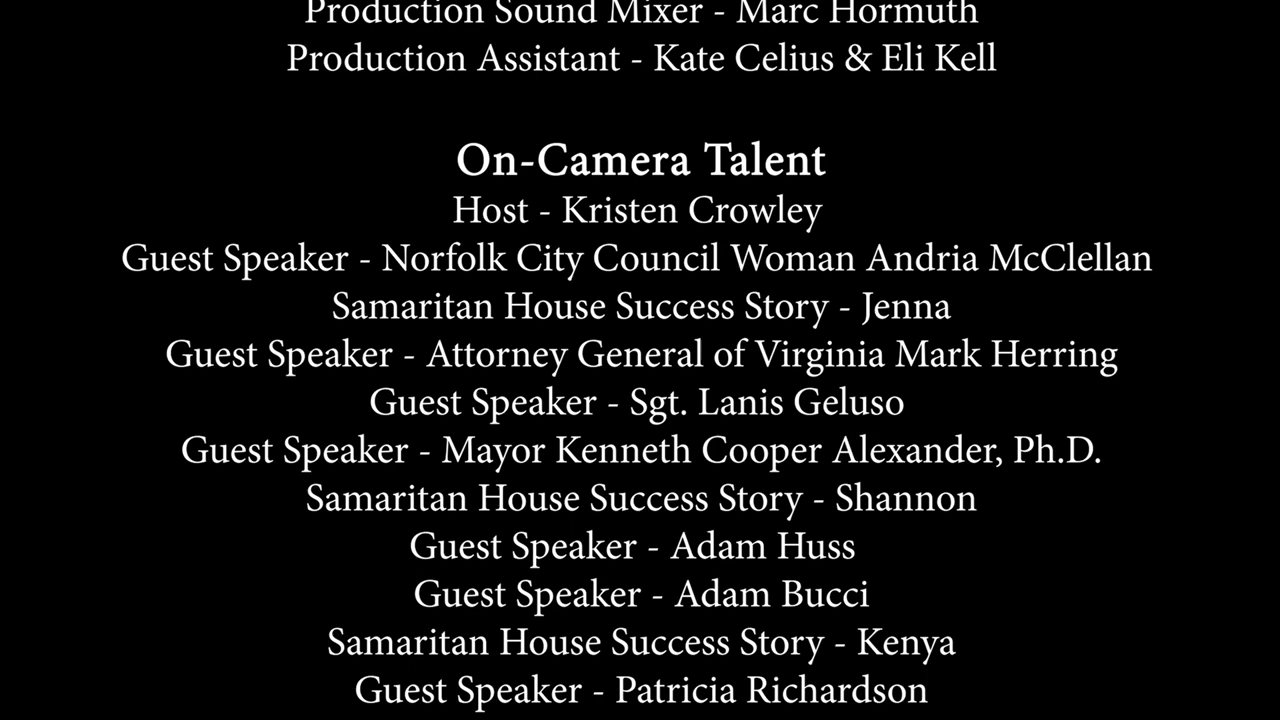 Production Sound Mixer - Marc Hormuth
Production Assistant - Kate Celius & Eli Kell
On-Camera Talent
Host - Kristen Crowley
Guest Speaker - Norfolk City Council Woman Andria McClellan
Samaritan House Success Story - Jenna
Guest Speaker - Attorney General of Virginia Mark Herring
Guest Speaker - Sgt. Lanis Geluso
Guest Speaker - Mayor Kenneth Cooper Alexander, Ph.D.
Samaritan House Success Story - Shannon
Guest Speaker - Adam Huss
Guest Speaker - Adam Bucci
Samaritan House Success Story - Kenya
Guest Speaker - Patricia Richardson